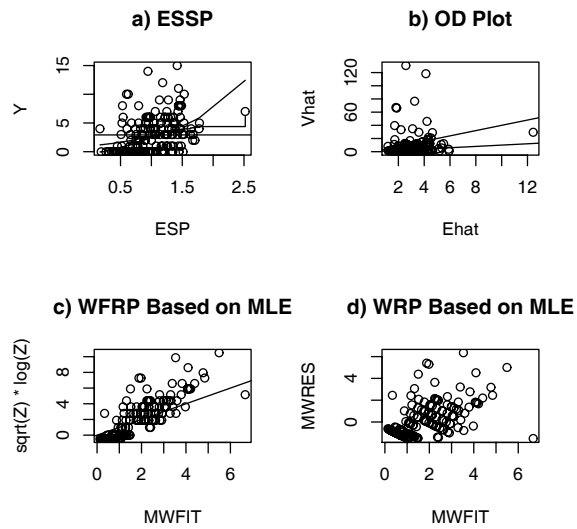 a) ESSP
Y
0 5 15
0.5 1.5 2.5
ESP
b) OD Plot
Vhat
0 60 120
2 4 6 8 12
Ehat
c) WFRP Based on MLE
sqrt(Z) * log(Z)
0 4 8
0 2 4 6
MWFIT
d) WRP Based on MLE
MWRES
0 4
0 2 4 6
MWFIT